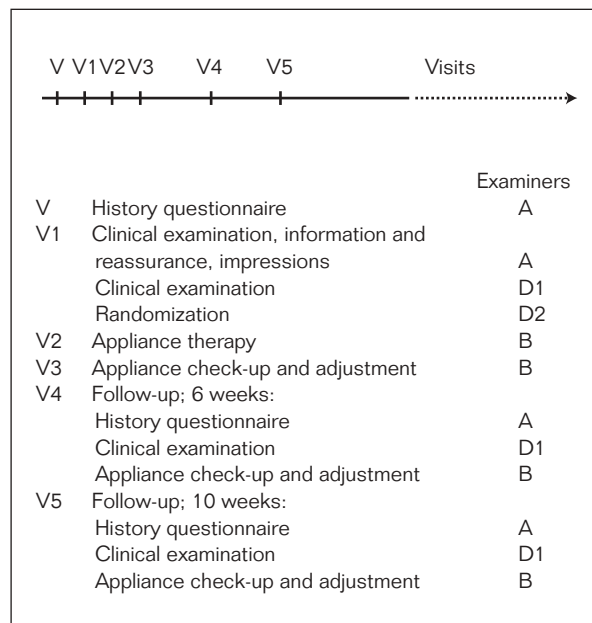 V V1 V2 V3 V4 V5 Visits
Examiners
V History questionnaire A
V1 Clinical examination, information and
reassurance, impressions A
Clinical examination D1
Randomization D2
V2 Appliance therapy B
V3 Appliance check-up and adjustment B
V4 Follow-up; 6 weeks:
History questionnaire A
Clinical examination D1
Appliance check-up and adjustment B
V5 Follow-up; 10 weeks:
History questionnaire A
Clinical examination D1
Appliance check-up and adjustment B